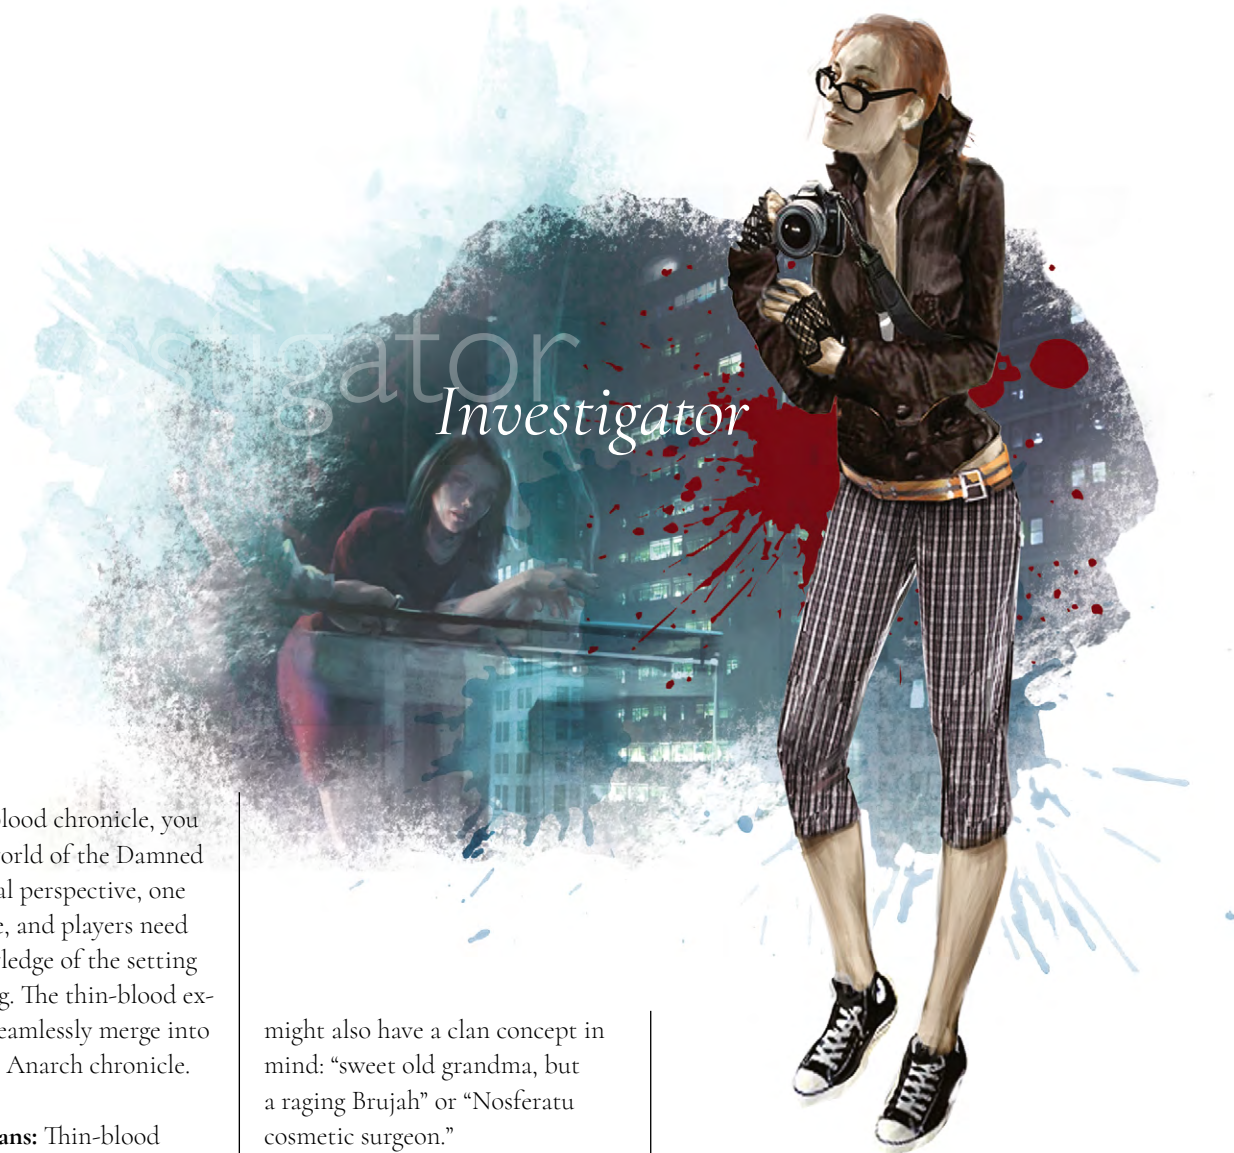 stigator
Investigator
blood chronicle, you
orld of the Damned
al perspective, one
e, and players need
ledge of the setting
g. The thin-blood ex-
eamlessly merge into
Anarch chronicle.
ans: Thin-blood
might also have a clan concept in
mind: “sweet old grandma, but
a raging Brujah” or “Nosferatu
cosmetic surgeon.”